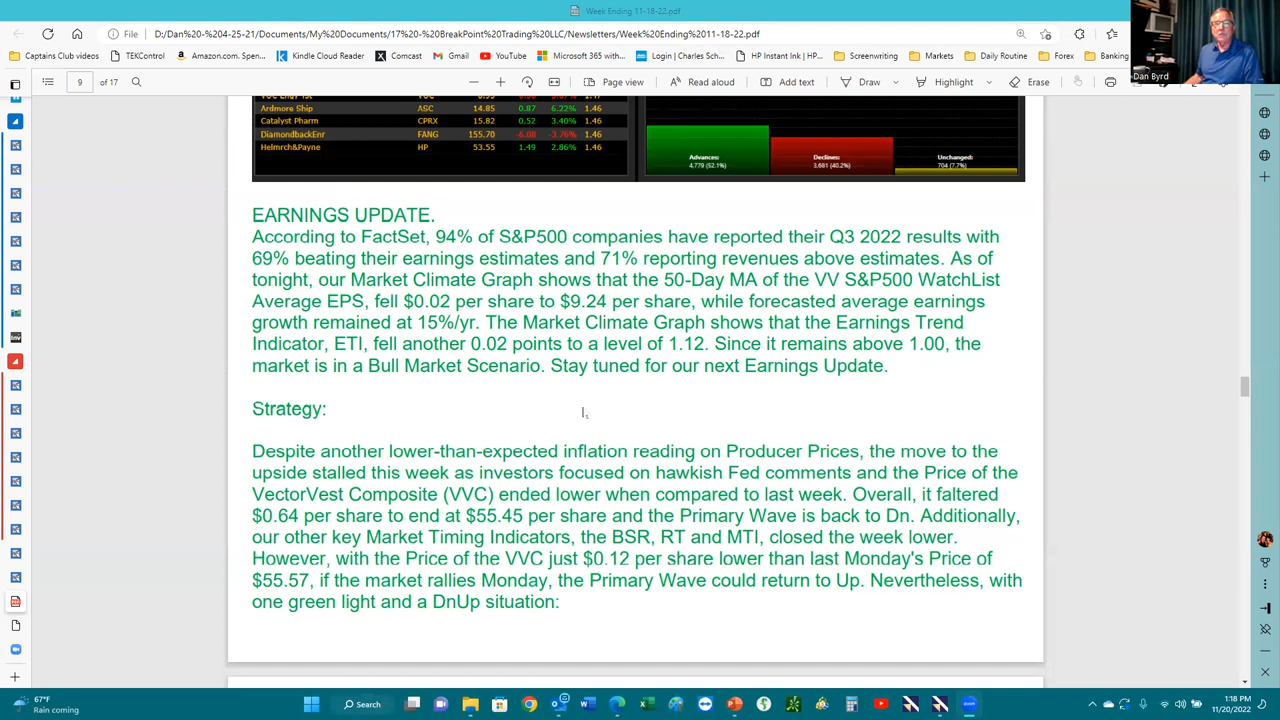 Week Ending 11-18-22.pdf
File D:/Dan%20-%204-25-21/Documents/My%20Documents/17%20-%20BreakPoint%20Trading%20LLC/Newsletters/Week%20Ending%2011-18-22.pdf
Captains Club videos TEKControl Amazon.com. Spen... Kindle Cloud Reader Comcast Gmail YouTube Microsoft 365 with... Login | Charles Sch... HP Instant Ink | HP... Screenwriting Markets Daily Routine Forex Banking
Dan Byrd
9 of 17 Page view Read aloud Add text Draw Highlight Erase
Ardmore Ship ASC 14.85 0.87 6.22% 1.46
Catalyst Pharm CPRX 15.82 0.52 3.40% 1.46
DiamondbackEnr FANG 155.70 -6.08 -3.76% 1.46
Helmrch&Payne HP 53.55 1.49 2.86% 1.46
Advances: 4,779 (52.1%)
Declines: 3,681 (40.2%)
Unchanged: 704 (7.7%)
EARNINGS UPDATE.
According to FactSet, 94% of S&P500 companies have reported their Q3 2022 results with
69% beating their earnings estimates and 71% reporting revenues above estimates. As of
tonight, our Market Climate Graph shows that the 50-Day MA of the VV S&P500 WatchList
Average EPS, fell $0.02 per share to $9.24 per share, while forecasted average earnings
growth remained at 15%/yr. The Market Climate Graph shows that the Earnings Trend
Indicator, ETI, fell another 0.02 points to a level of 1.12. Since it remains above 1.00, the
market is in a Bull Market Scenario. Stay tuned for our next Earnings Update.
Strategy:
Despite another lower-than-expected inflation reading on Producer Prices, the move to the
upside stalled this week as investors focused on hawkish Fed comments and the Price of the
VectorVest Composite (VVC) ended lower when compared to last week. Overall, it faltered
$0.64 per share to end at $55.45 per share and the Primary Wave is back to Dn. Additionally,
our other key Market Timing Indicators, the BSR, RT and MTI, closed the week lower.
However, with the Price of the VVC just $0.12 per share lower than last Monday's Price of
$55.57, if the market rallies Monday, the Primary Wave could return to Up. Nevertheless, with
one green light and a DnUp situation:
67°F
Rain coming
Search
1:18 PM
11/20/2022